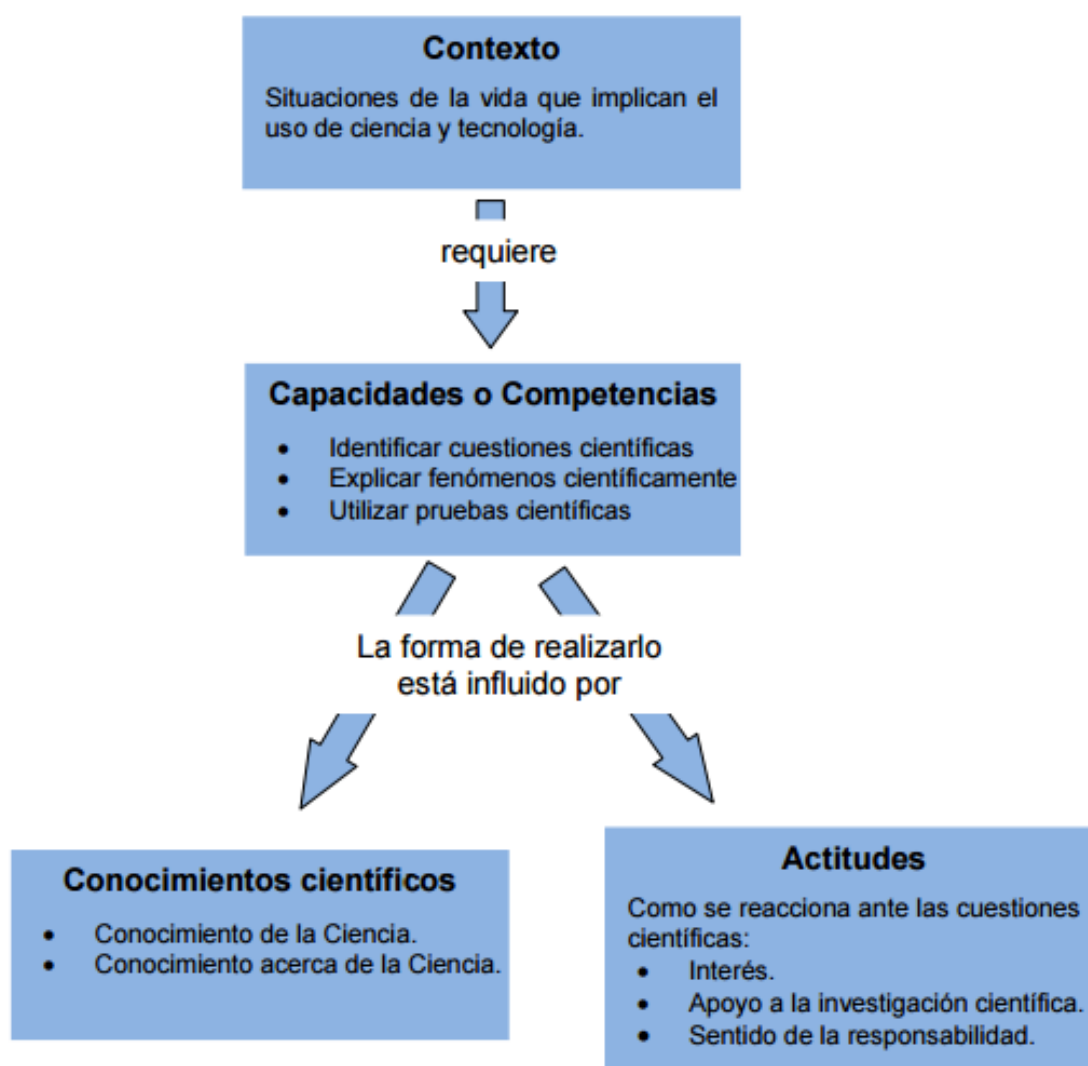 Contexto
Situaciones de la vida que implican el
uso de ciencia y tecnología.
requiere
Capacidades o Competencias
• Identificar cuestiones científicas
• Explicar fenómenos científicamente
• Utilizar pruebas científicas
La forma de realizarlo
está influido por
Conocimientos científicos
• Conocimiento de la Ciencia.
• Conocimiento acerca de la Ciencia.
Actitudes
Como se reacciona ante las cuestiones
científicas:
• Interés.
• Apoyo a la investigación científica.
• Sentido de la responsabilidad.